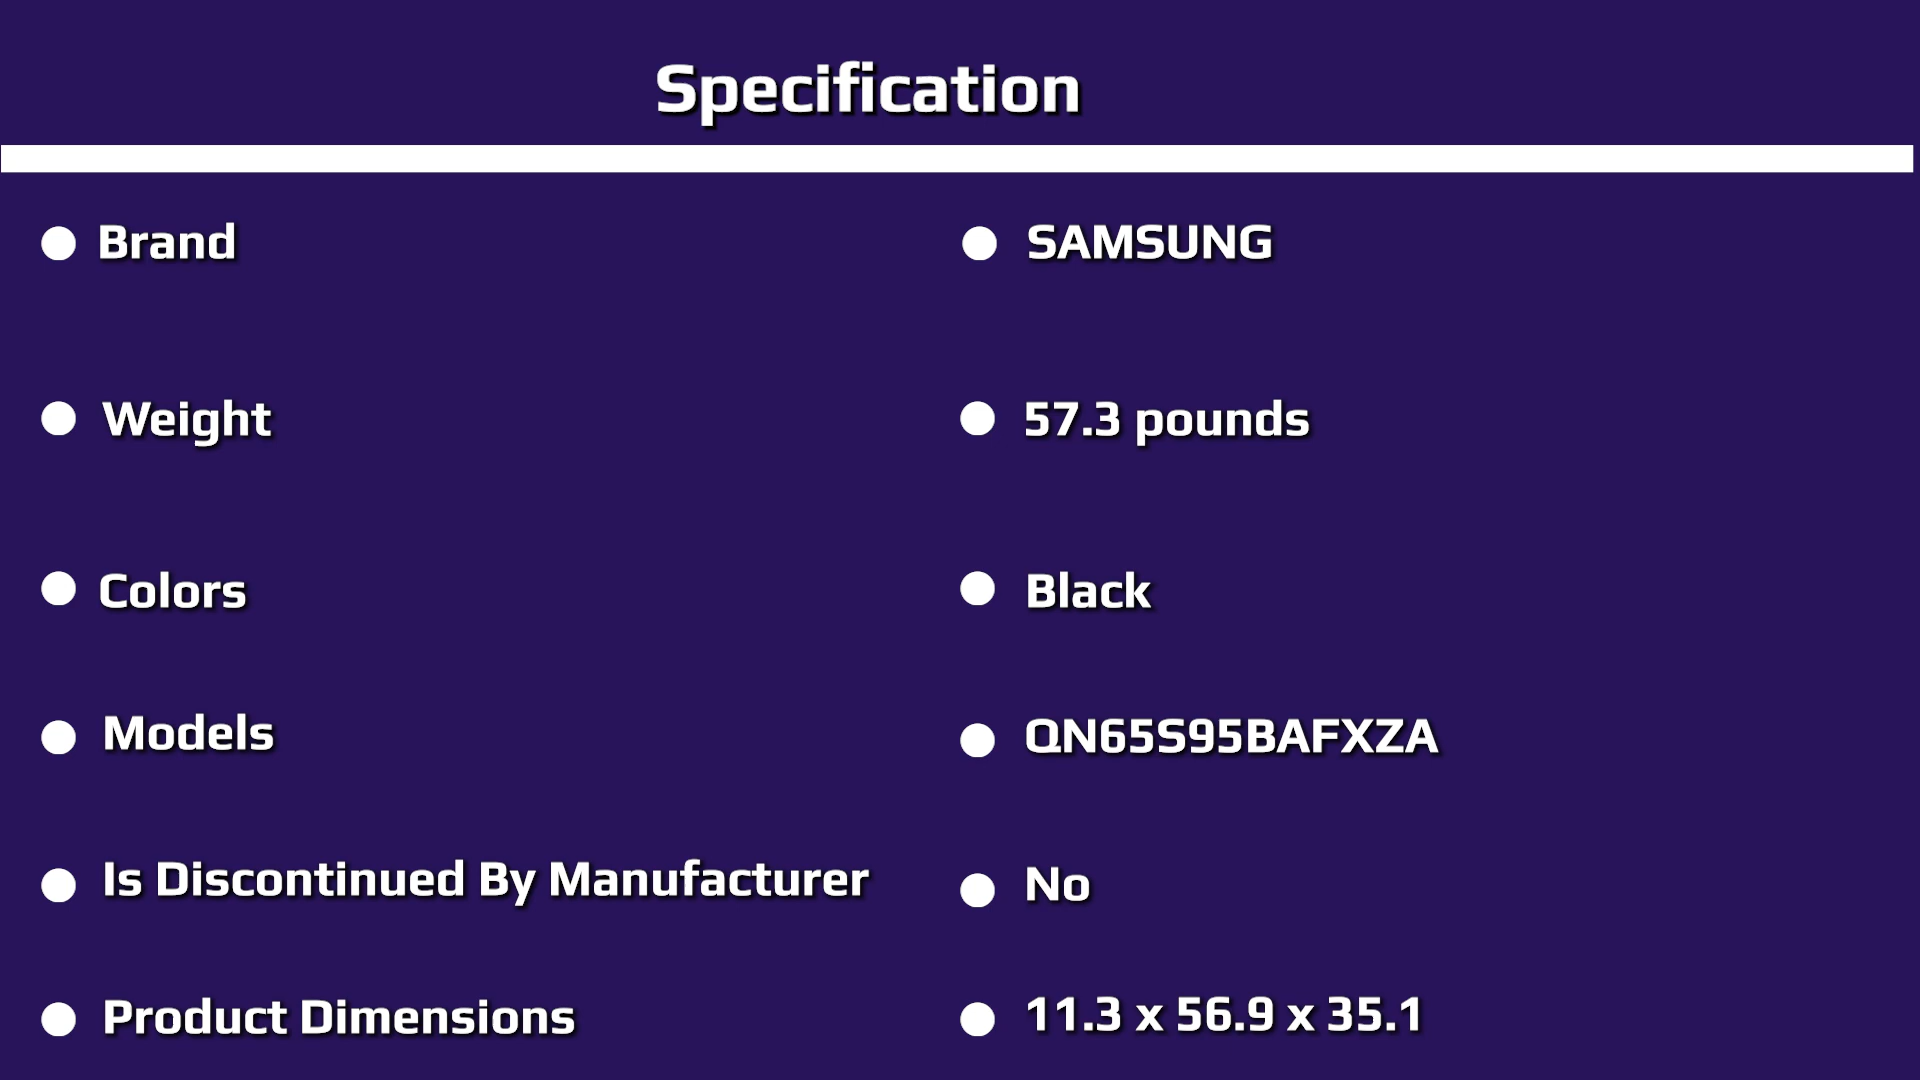 Specification
Brand
SAMSUNG
Weight
57.3 pounds
Colors
Black
Models
QN65S95BAFXZA
Is Discontinued By Manufacturer
No
Product Dimensions
11.3 x 56.9 x 35.1